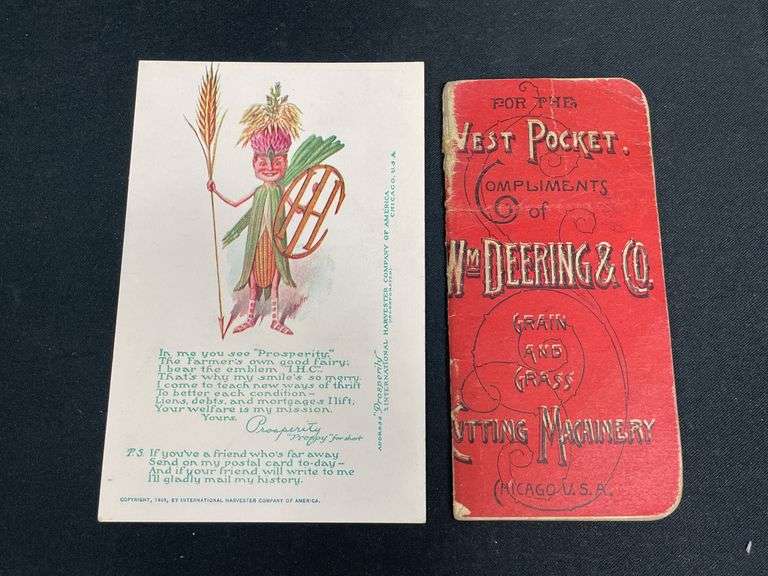 IHC
In me you see "Prosperity,"
The Farmer's own good fairy;
I bear the emblem "I.H.C."
That's why my smile's so merry.
I come to teach new ways of thrift
To better each condition—
Liens, debts, and mortgages I lift;
Your welfare is my mission.
Yours,
Prosperity
"Proppy" for short
P.S. If you've a friend who's far away
Send on my postal card to-day—
And if your friend will write to me
I'll gladly mail my history.
COPYRIGHT, 1909, BY INTERNATIONAL HARVESTER COMPANY OF AMERICA.
ADDRESS "Prosperity"
INTERNATIONAL HARVESTER COMPANY OF AMERICA
(INCORPORATED)
CHICAGO, U.S.A.
FOR THE
VEST POCKET.
COMPLIMENTS
of
Wm DEERING & CO.
GRAIN
AND
GRASS
CUTTING MACHINERY
CHICAGO U.S.A.